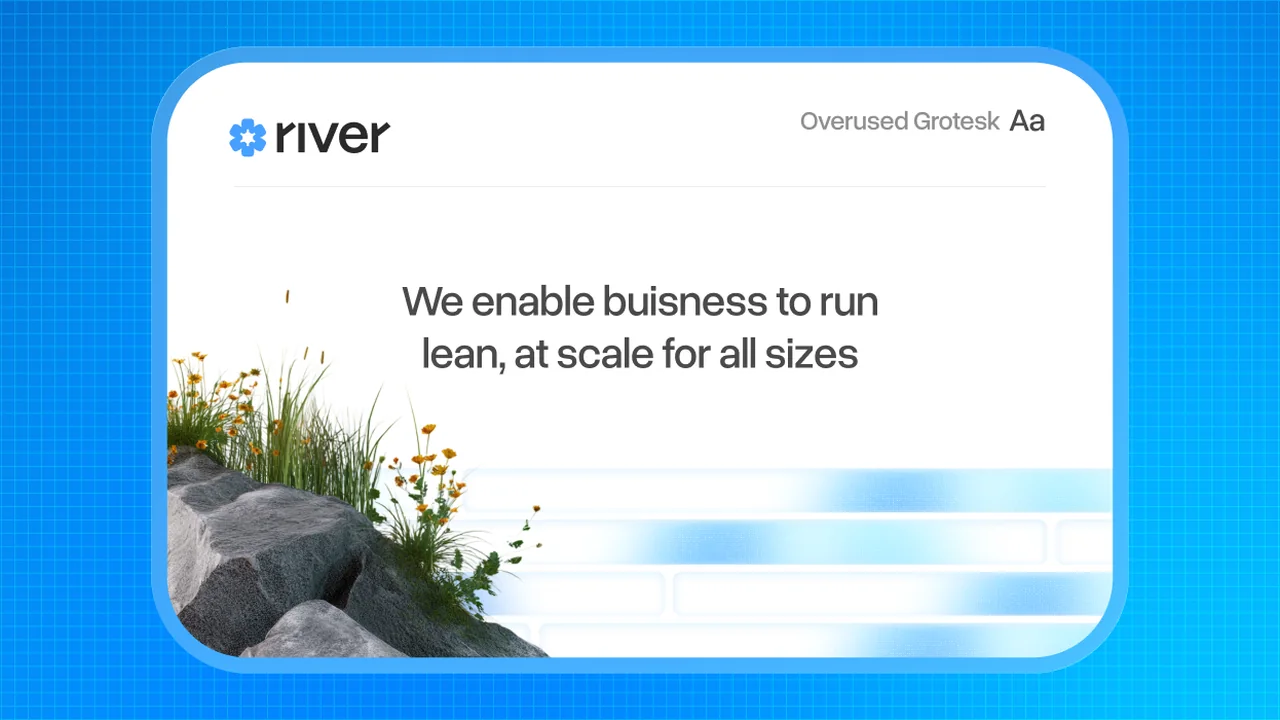 river
Overused Grotesk Aa
We enable buisness to run
lean, at scale for all sizes